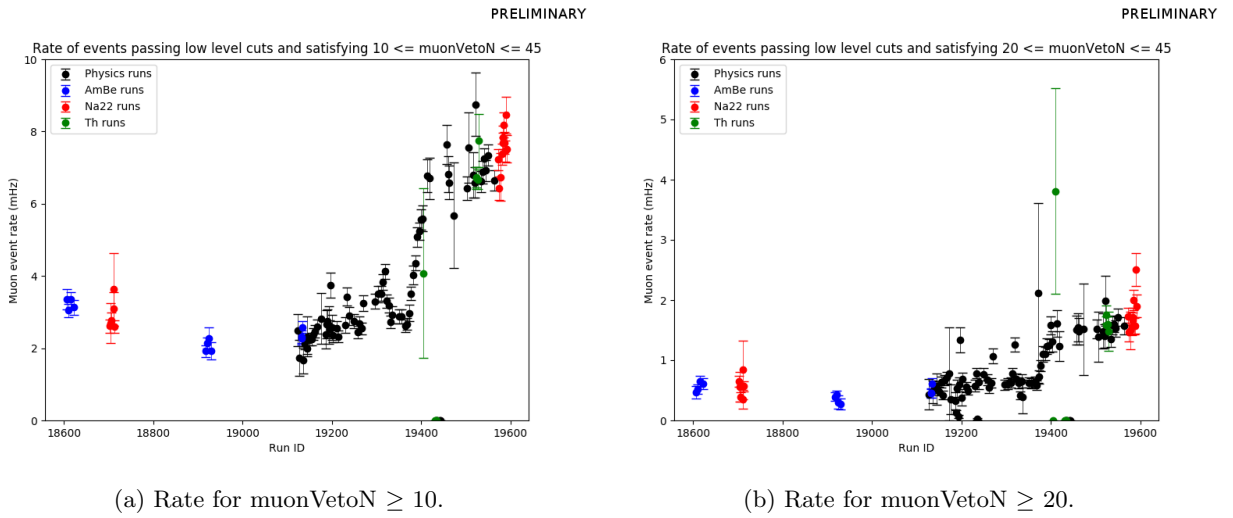 PRELIMINARY
Rate of events passing low level cuts and satisfying 10 <= muonVetoN <= 45
10
8
6
4
2
0
Muon event rate (mHz)
Physics runs
AmBe runs
Na22 runs
Th runs
18600 18800 19000 19200 19400 19600
Run ID
(a) Rate for muonVetoN ≥ 10.
PRELIMINARY
Rate of events passing low level cuts and satisfying 20 <= muonVetoN <= 45
6
5
4
3
2
1
0
Muon event rate (mHz)
Physics runs
AmBe runs
Na22 runs
Th runs
18600 18800 19000 19200 19400 19600
Run ID
(b) Rate for muonVetoN ≥ 20.